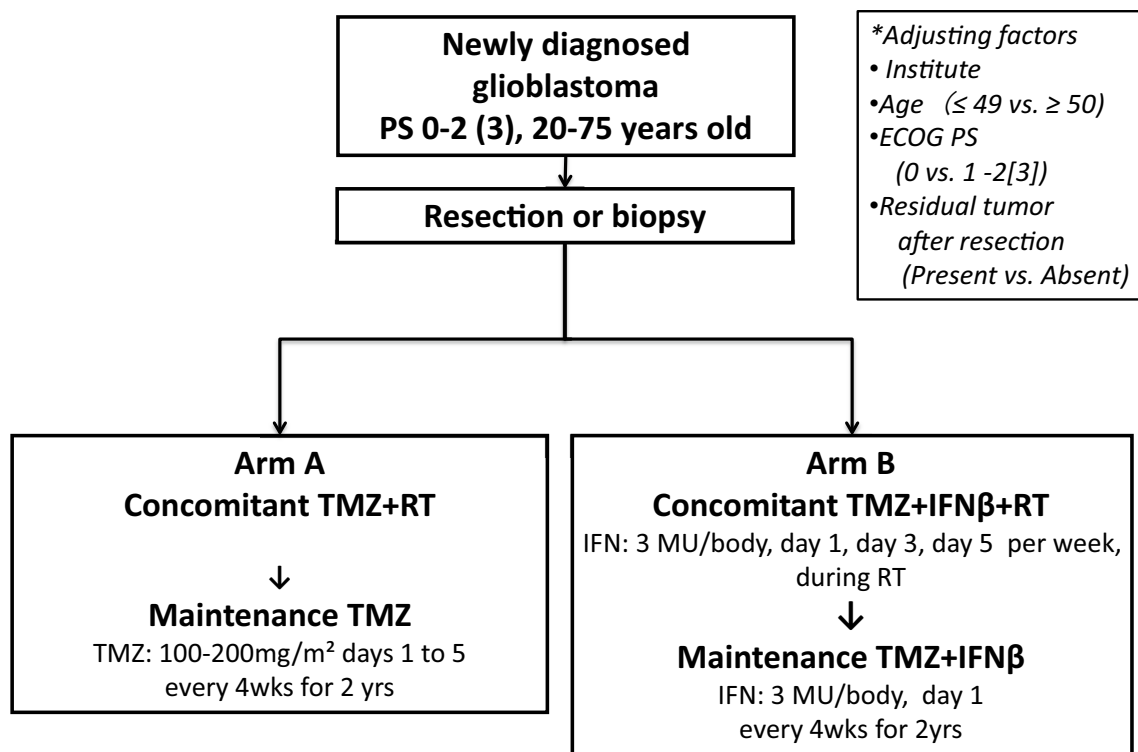 Newly diagnosed
glioblastoma
PS 0-2 (3), 20-75 years old
*Adjusting factors
• Institute
•Age （≤ 49 vs. ≥ 50)
•ECOG PS
(0 vs. 1 -2[3])
•Residual tumor
after resection
(Present vs. Absent)
Resection or biopsy
Arm A
Concomitant TMZ+RT
↓
Maintenance TMZ
TMZ: 100-200mg/m² days 1 to 5
every 4wks for 2 yrs
Arm B
Concomitant TMZ+IFNβ+RT
IFN: 3 MU/body, day 1, day 3, day 5 per week,
during RT
↓
Maintenance TMZ+IFNβ
IFN: 3 MU/body, day 1
every 4wks for 2yrs